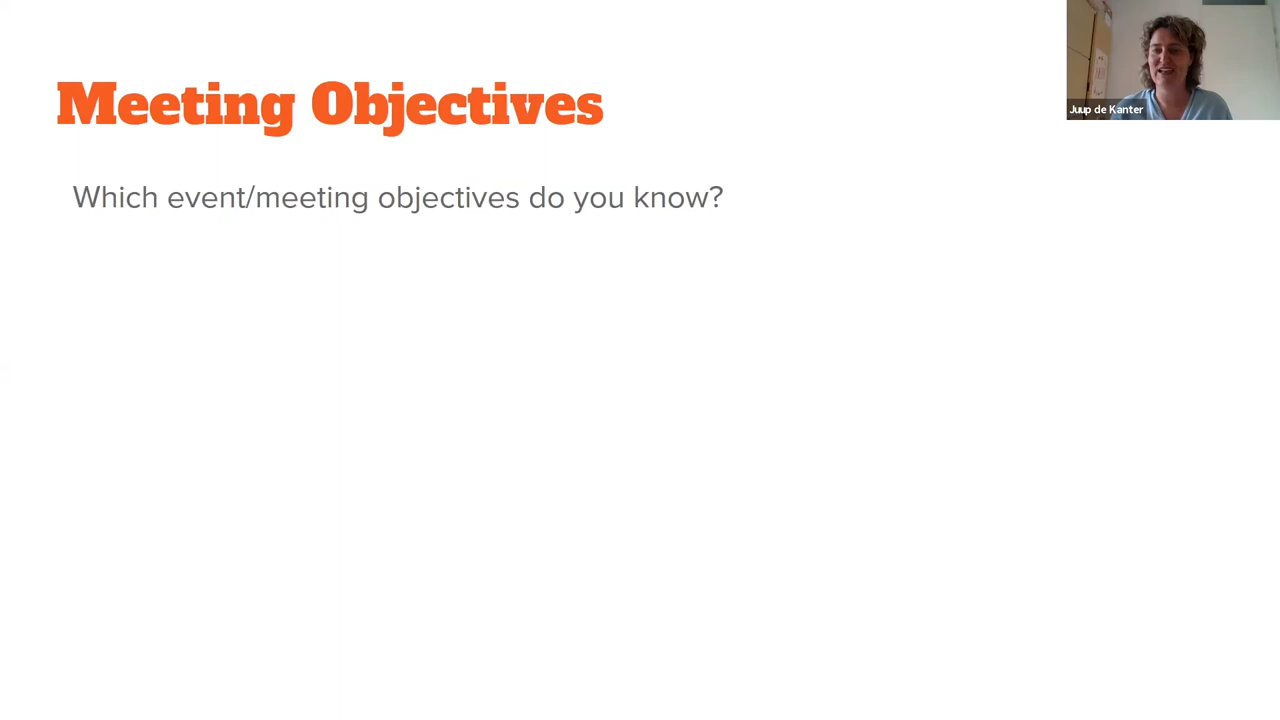 Meeting Objectives
Which event/meeting objectives do you know?
Juup de Kanter